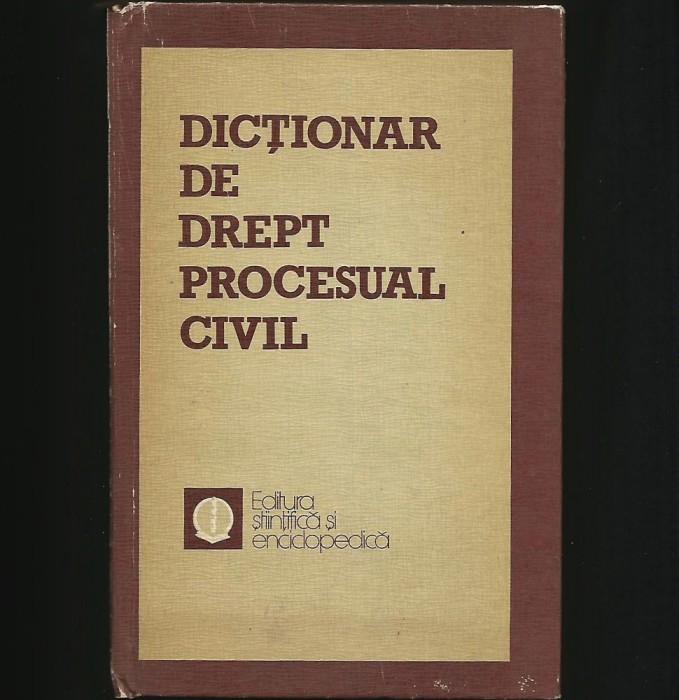 DICȚIONAR
DE
DREPT
PROCESUAL
CIVIL
Editura
științifică și
enciclopedică